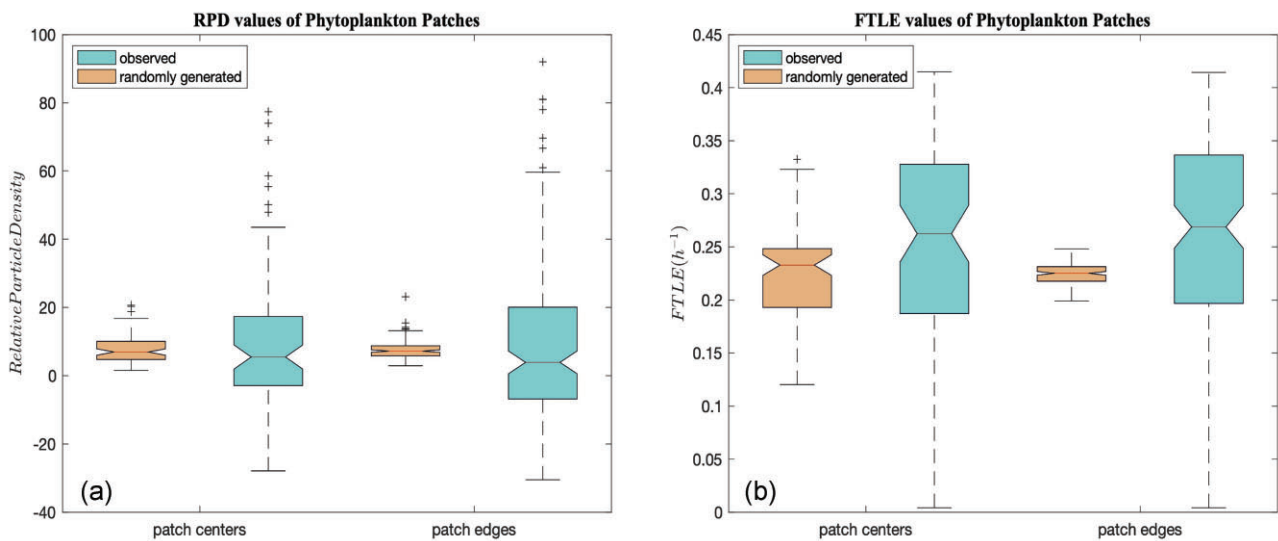 RPD values of Phytoplankton Patches
100
80
60
40
20
0
-20
-40
RelativeParticleDensity
observed
randomly generated
(a)
patch centers
patch edges
FTLE values of Phytoplankton Patches
0.45
0.4
0.35
0.3
0.25
0.2
0.15
0.1
0.05
0
FTLE(h⁻¹)
observed
randomly generated
(b)
patch centers
patch edges